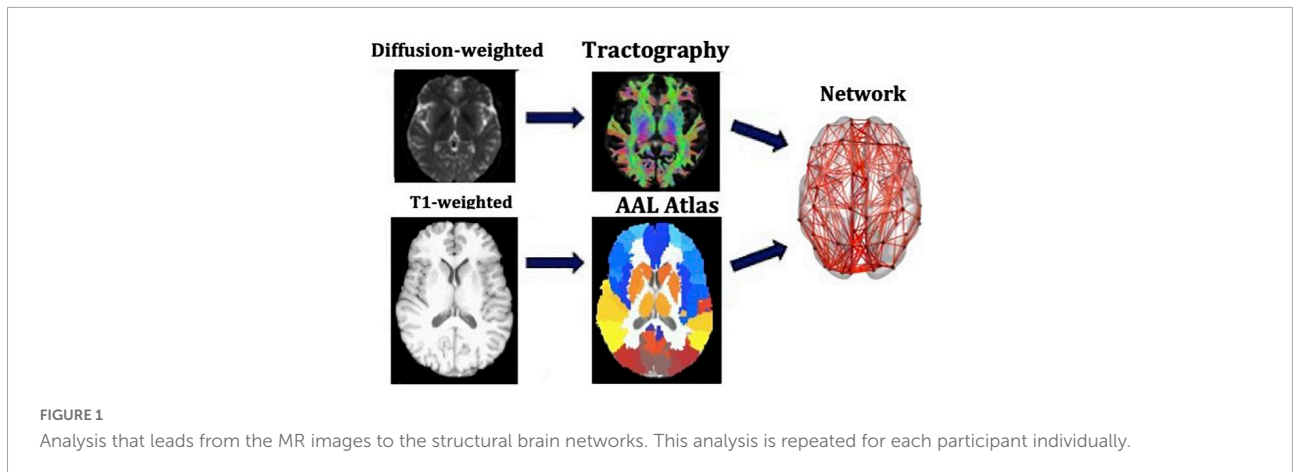 Diffusion-weighted
Tractography
Network
T1-weighted
AAL Atlas
FIGURE 1
Analysis that leads from the MR images to the structural brain networks. This analysis is repeated for each participant individually.